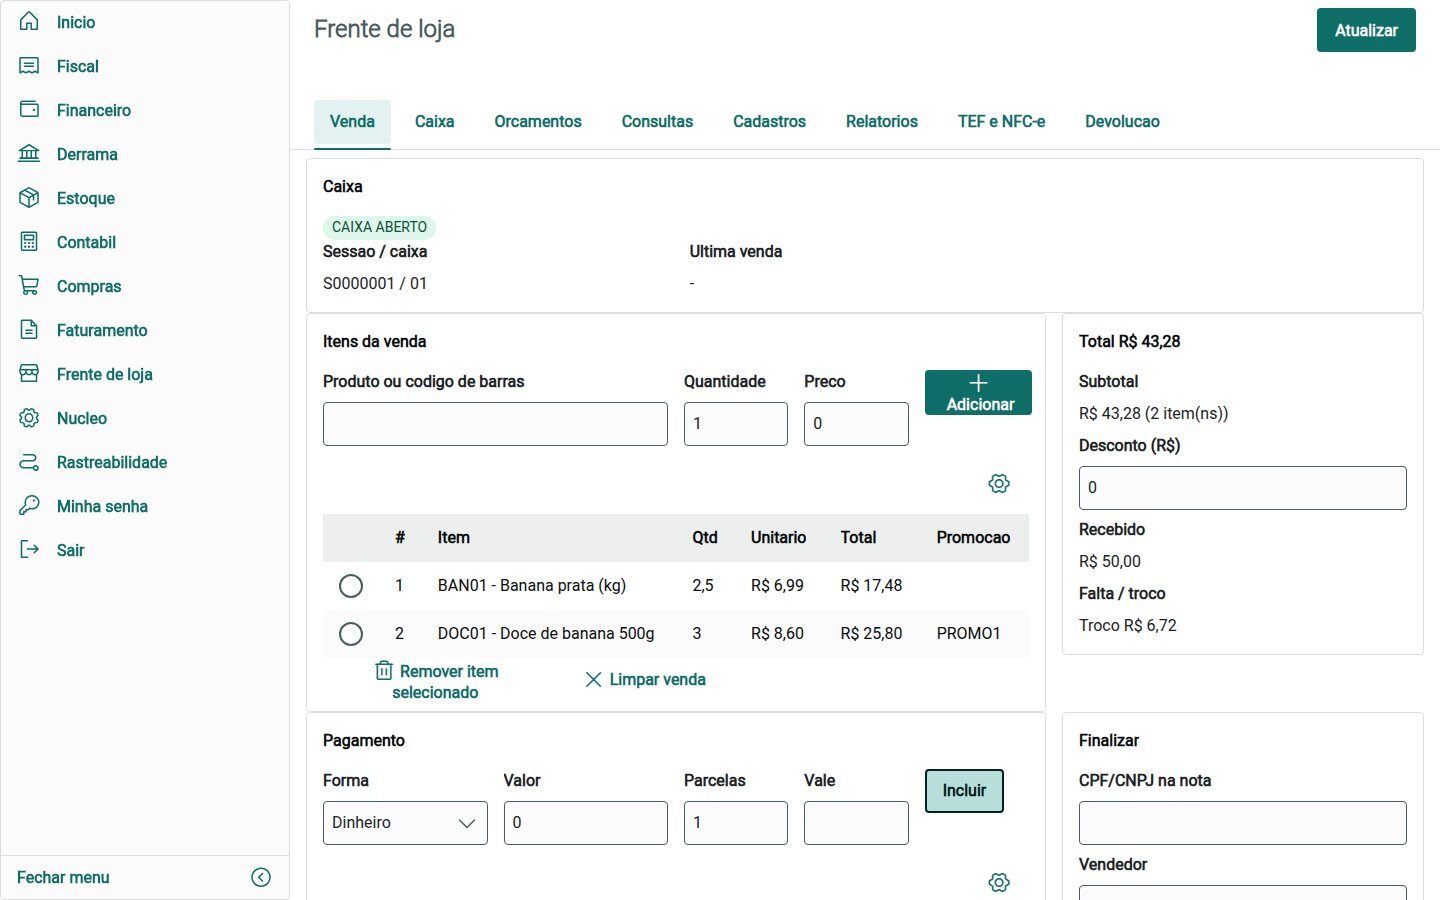 Inicio
Fiscal
Financeiro
Derrama
Estoque
Contabil
Compras
Faturamento
Frente de loja
Nucleo
Rastreabilidade
Minha senha
Sair
Fechar menu
Frente de loja
Atualizar
Venda Caixa Orcamentos Consultas Cadastros Relatorios TEF e NFC-e Devolucao
Caixa
CAIXA ABERTO
Sessao / caixa Ultima venda
S0000001 / 01 -
Itens da venda
Produto ou codigo de barras Quantidade Preco
1 0
Adicionar
# Item Qtd Unitario Total Promocao
1 BAN01 - Banana prata (kg) 2,5 R$ 6,99 R$ 17,48
2 DOC01 - Doce de banana 500g 3 R$ 8,60 R$ 25,80 PROMO1
Remover item
selecionado
Limpar venda
Total R$ 43,28
Subtotal
R$ 43,28 (2 item(ns))
Desconto (R$)
0
Recebido
R$ 50,00
Falta / troco
Troco R$ 6,72
Pagamento
Forma Valor Parcelas Vale
Dinheiro 0 1
Incluir
Finalizar
CPF/CNPJ na nota
Vendedor